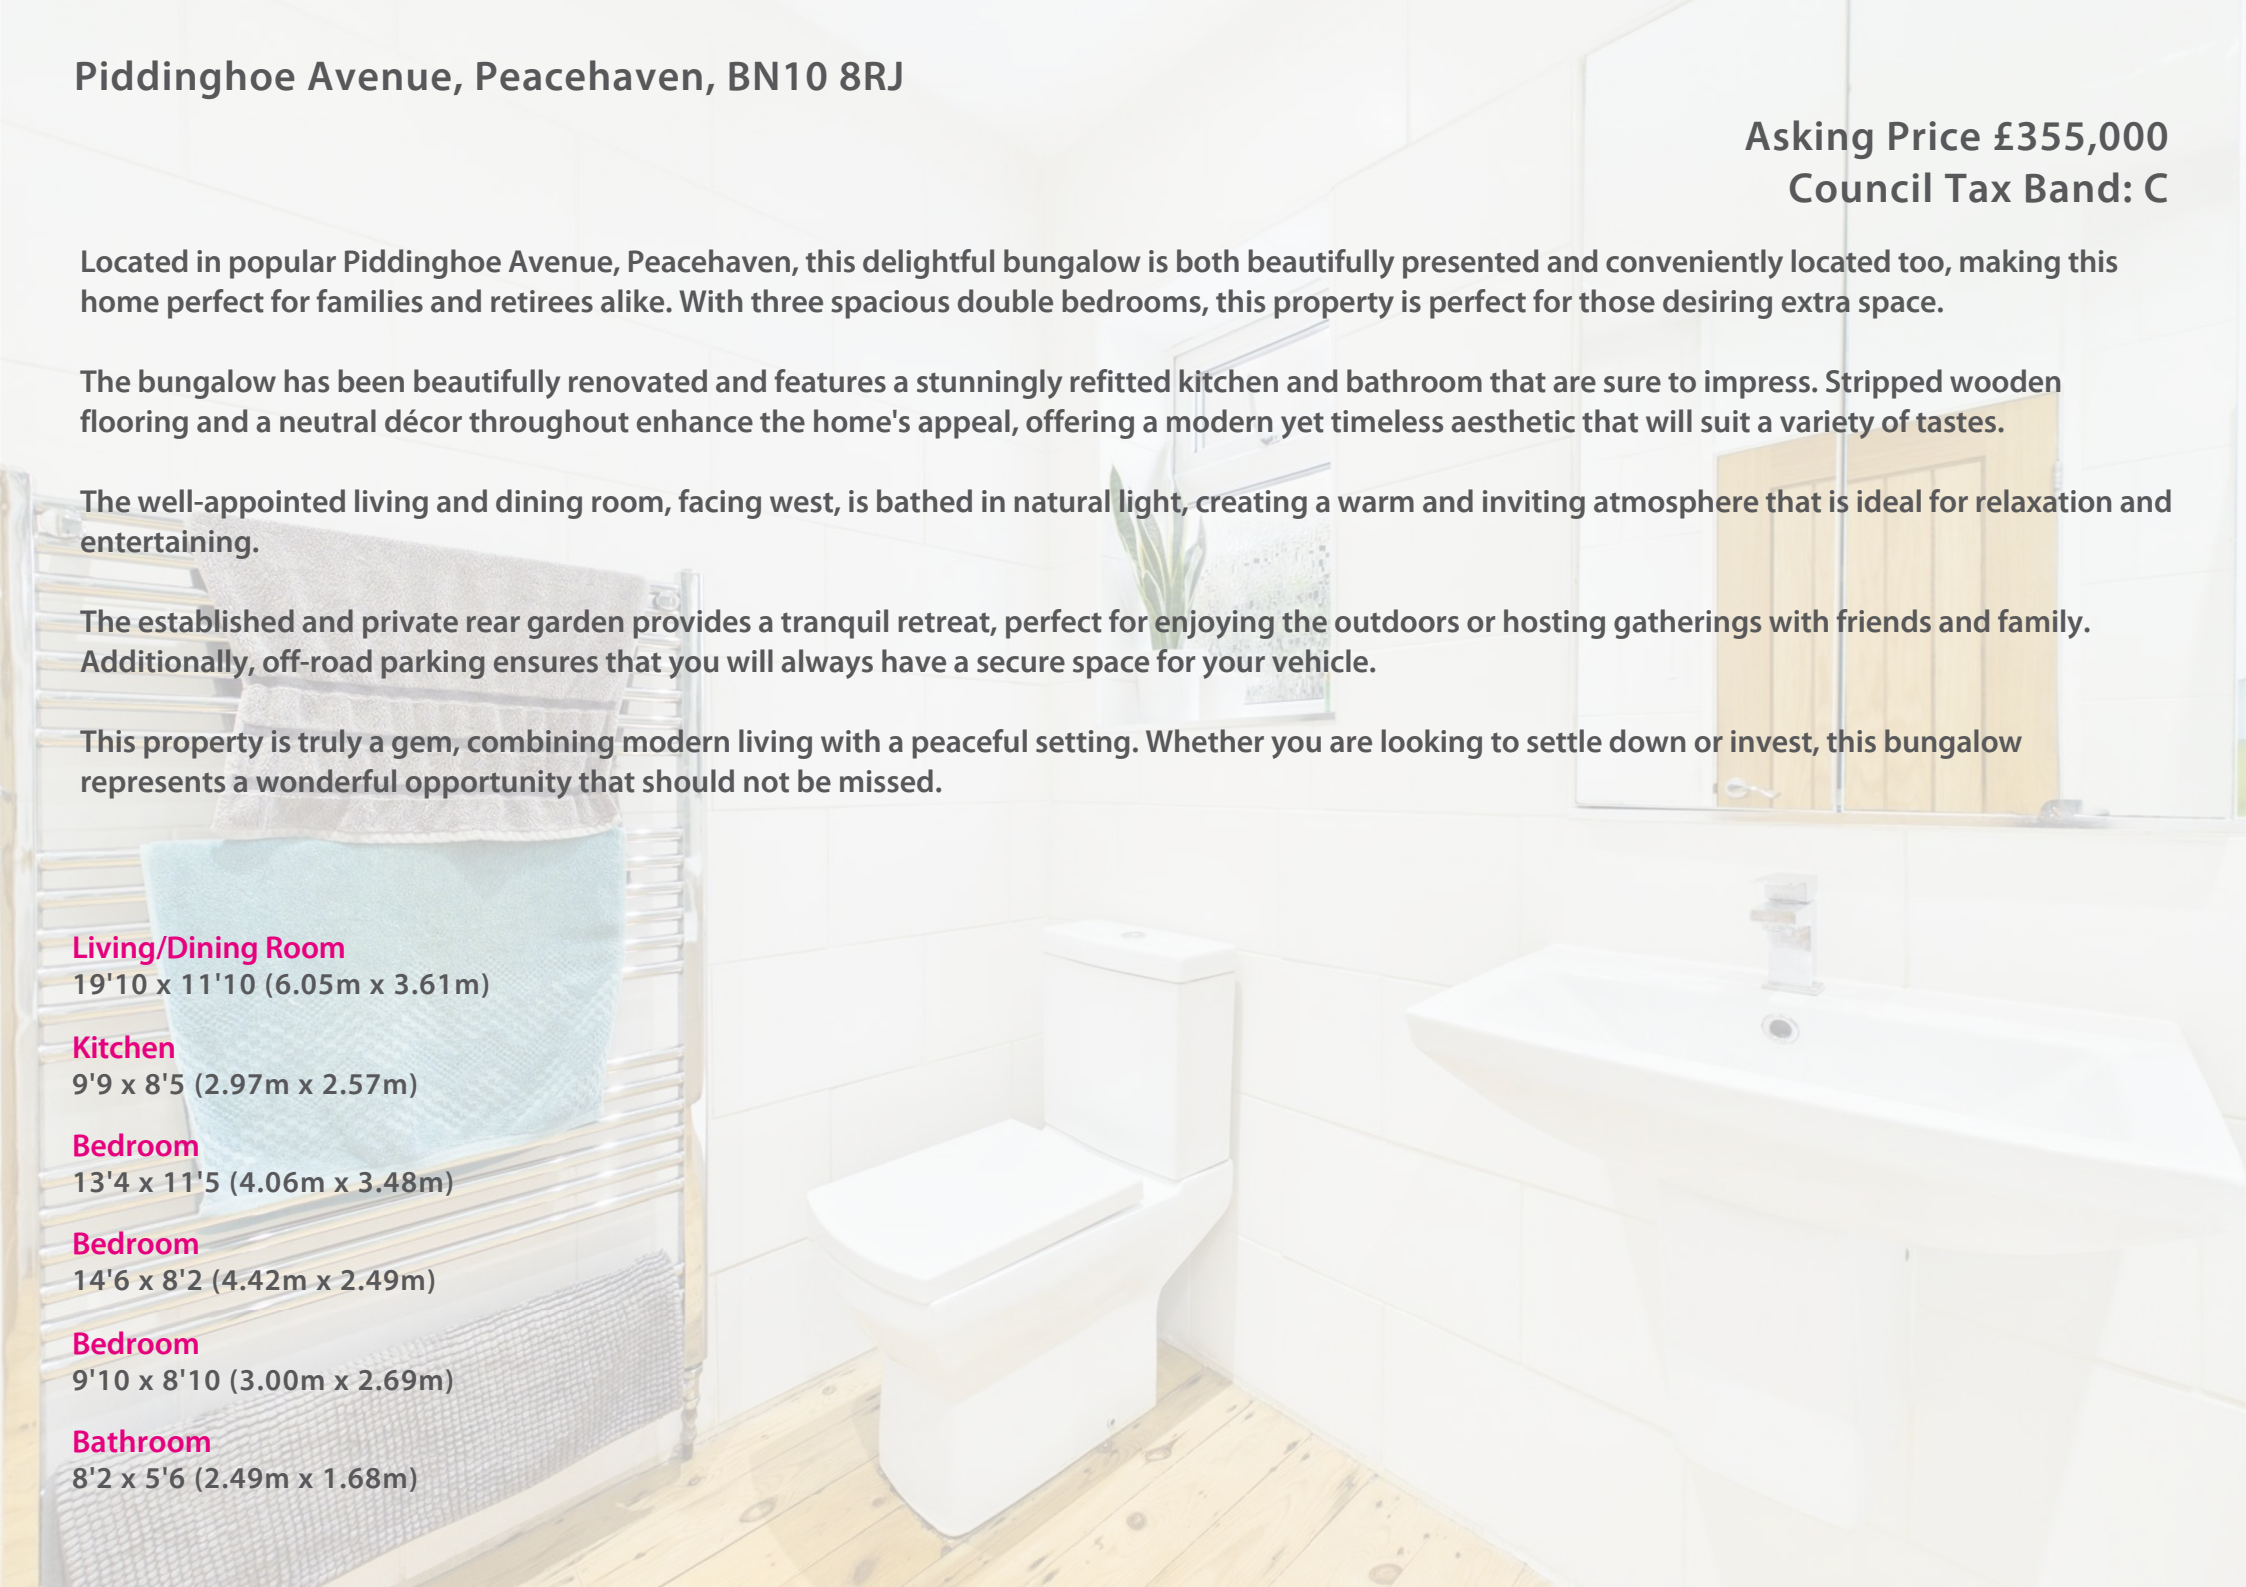 Piddinghoe Avenue, Peacehaven, BN10 8RJ
Asking Price £355,000
Council Tax Band: C
Located in popular Piddinghoe Avenue, Peacehaven, this delightful bungalow is both beautifully presented and conveniently located too, making this
home perfect for families and retirees alike. With three spacious double bedrooms, this property is perfect for those desiring extra space.
The bungalow has been beautifully renovated and features a stunningly refitted kitchen and bathroom that are sure to impress. Stripped wooden
flooring and a neutral décor throughout enhance the home's appeal, offering a modern yet timeless aesthetic that will suit a variety of tastes.
The well-appointed living and dining room, facing west, is bathed in natural light, creating a warm and inviting atmosphere that is ideal for relaxation and
entertaining.
The established and private rear garden provides a tranquil retreat, perfect for enjoying the outdoors or hosting gatherings with friends and family.
Additionally, off-road parking ensures that you will always have a secure space for your vehicle.
This property is truly a gem, combining modern living with a peaceful setting. Whether you are looking to settle down or invest, this bungalow
represents a wonderful opportunity that should not be missed.
Living/Dining Room
19'10 x 11'10 (6.05m x 3.61m)
Kitchen
9'9 x 8'5 (2.97m x 2.57m)
Bedroom
13'4 x 11'5 (4.06m x 3.48m)
Bedroom
14'6 x 8'2 (4.42m x 2.49m)
Bedroom
9'10 x 8'10 (3.00m x 2.69m)
Bathroom
8'2 x 5'6 (2.49m x 1.68m)